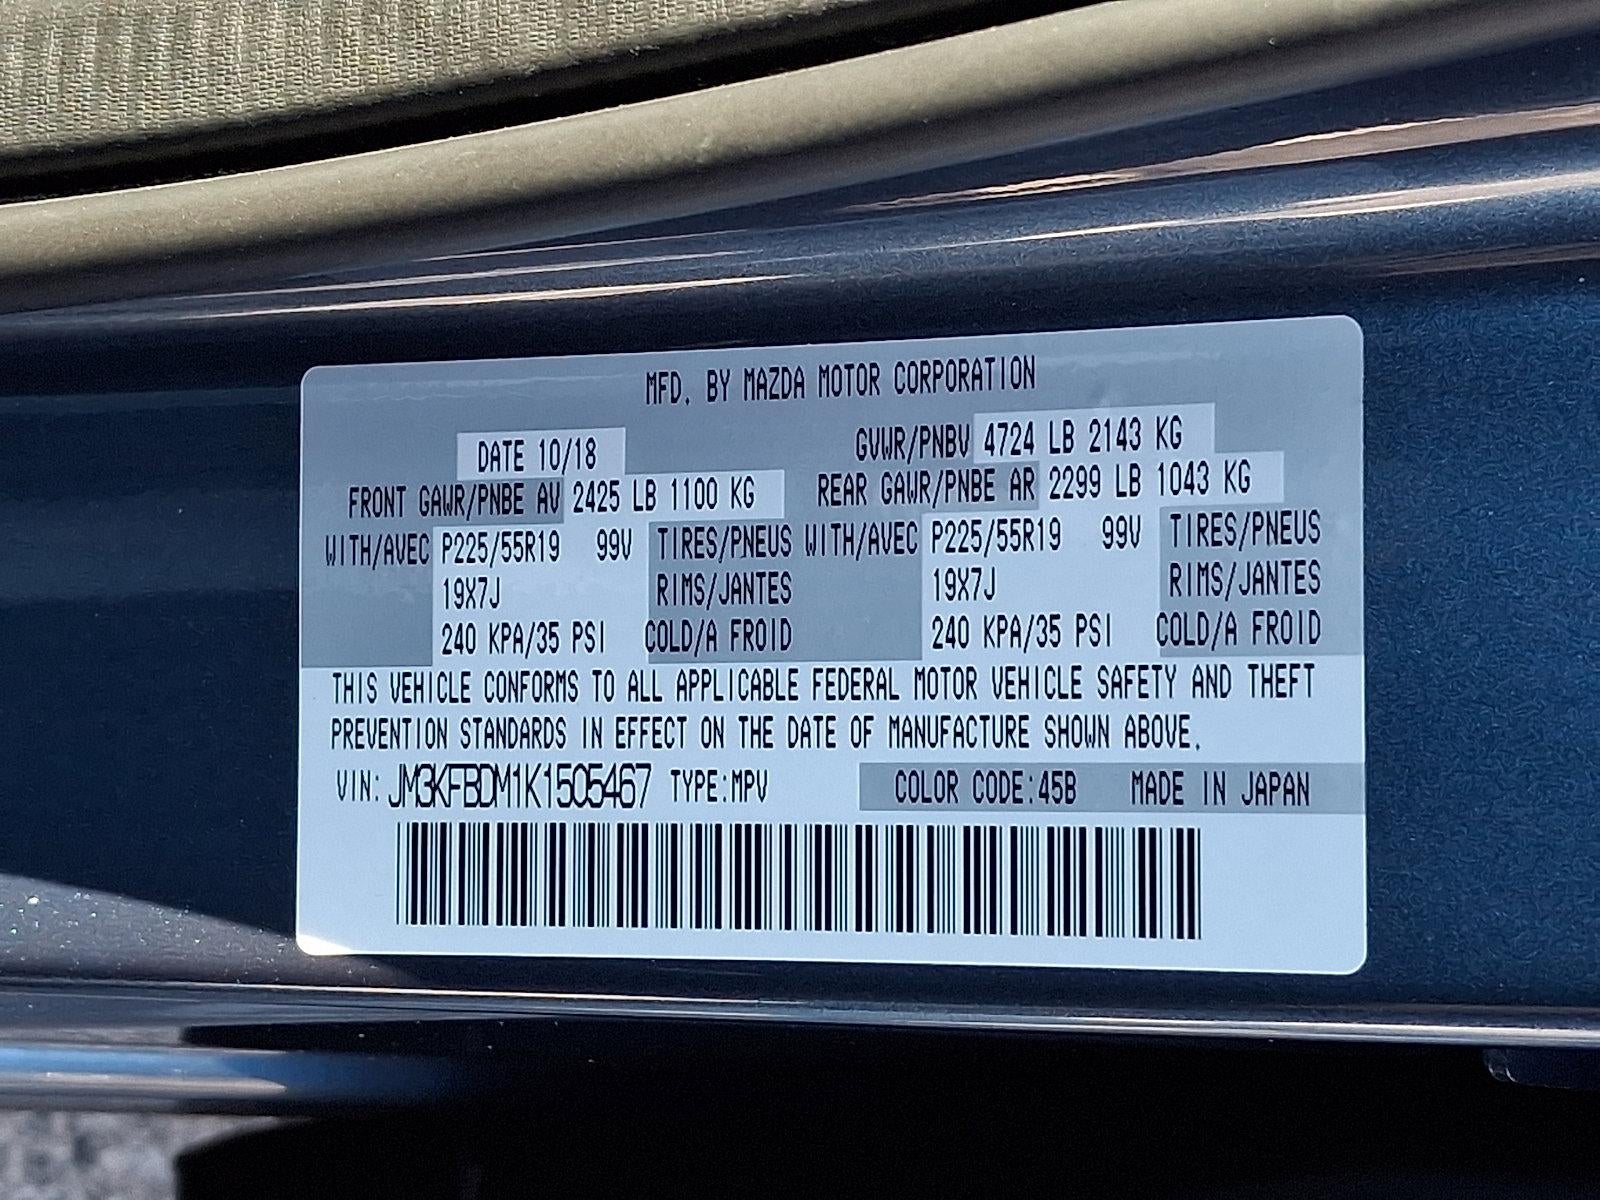 MFD. BY MAZDA MOTOR CORPORATION
DATE 10/18 GVWR/PNBV 4724 LB 2143 KG
FRONT GAWR/PNBE AV 2425 LB 1100 KG REAR GAWR/PNBE AR 2299 LB 1043 KG
WITH/AVEC P225/55R19 99V TIRES/PNEUS WITH/AVEC P225/55R19 99V TIRES/PNEUS
19X7J RIMS/JANTES 19X7J RIMS/JANTES
240 KPA/35 PSI COLD/A FROID 240 KPA/35 PSI COLD/A FROID
THIS VEHICLE CONFORMS TO ALL APPLICABLE FEDERAL MOTOR VEHICLE SAFETY AND THEFT
PREVENTION STANDARDS IN EFFECT ON THE DATE OF MANUFACTURE SHOWN ABOVE.
VIN: JM3KFBDM1K1505467 TYPE:MPV COLOR CODE:45B MADE IN JAPAN